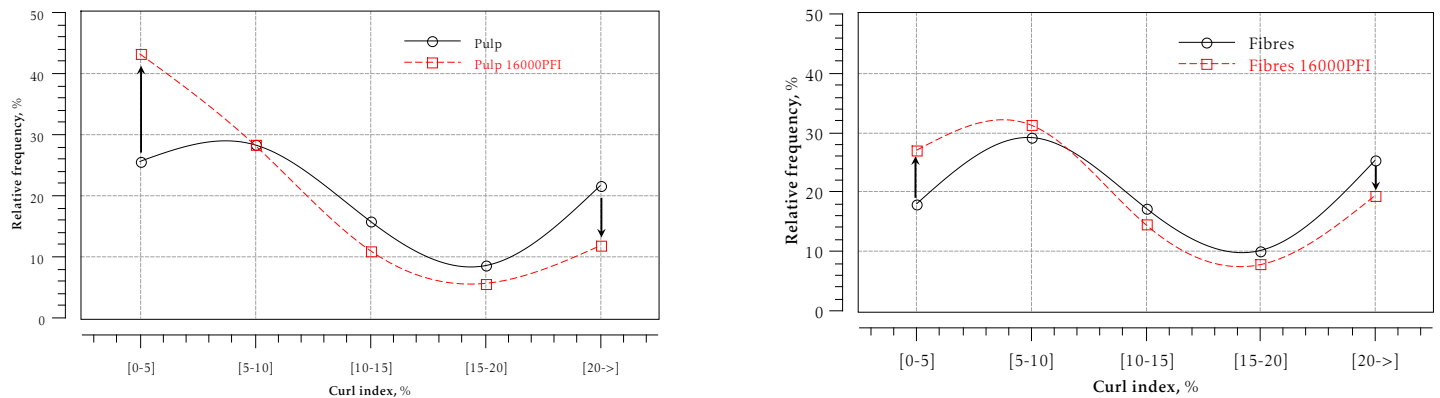 50
40
30
20
10
0
Relative frequency, %
Pulp
Pulp 16000PFI
[0-5] [5-10] [10-15] [15-20] [20->]
Curl index, %
50
40
30
20
10
0
Relative frequency, %
Fibres
Fibres 16000PFI
[0-5] [5-10] [10-15] [15-20] [20->]
Curl index, %